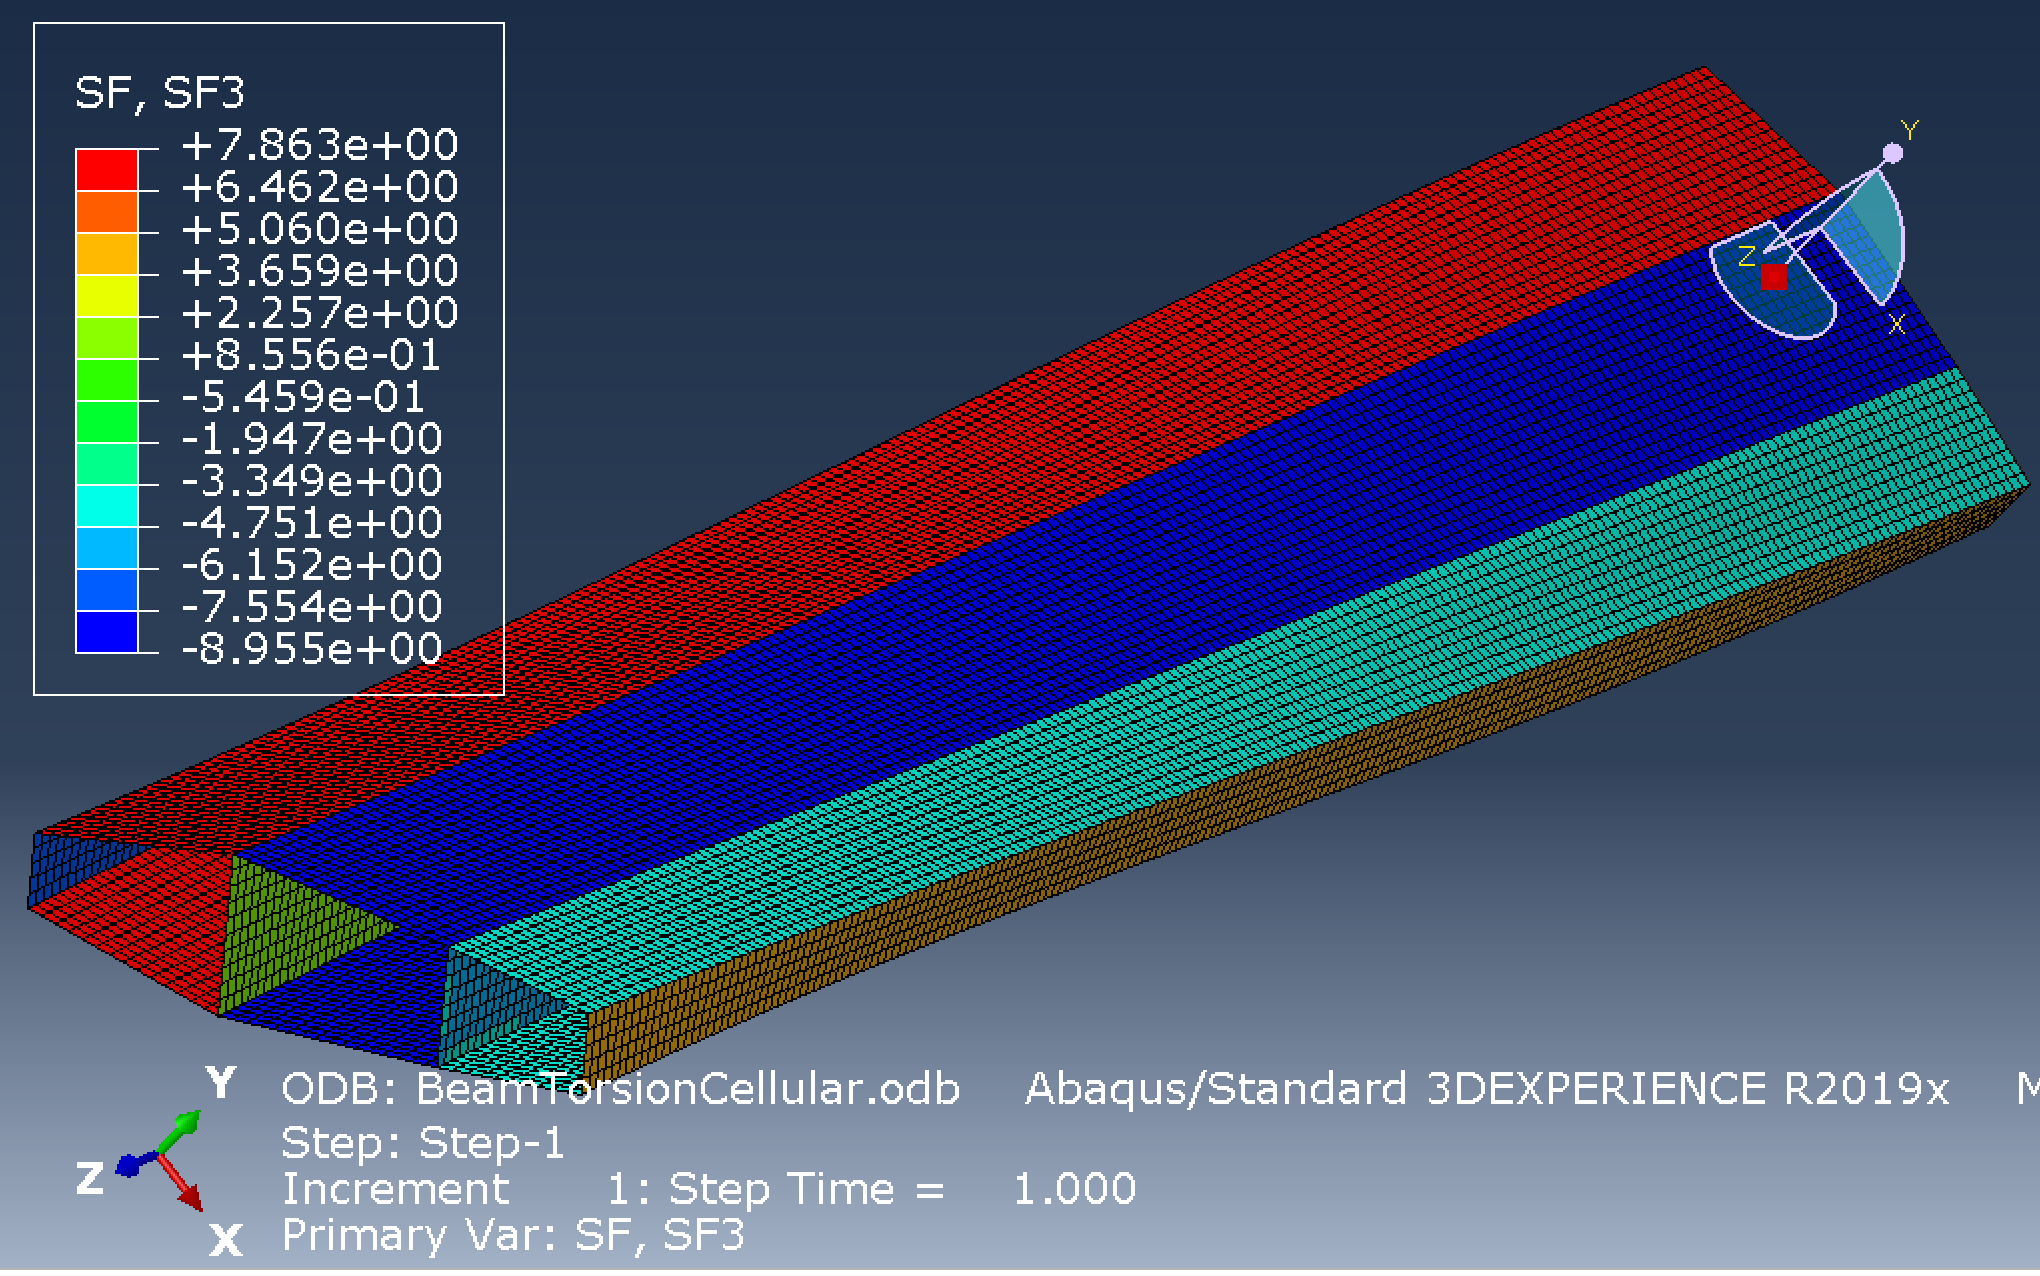 SF, SF3
+7.863e+00
+6.462e+00
+5.060e+00
+3.659e+00
+2.257e+00
+8.556e-01
-5.459e-01
-1.947e+00
-3.349e+00
-4.751e+00
-6.152e+00
-7.554e+00
-8.955e+00
Y
Z
X
Y
Z
X
ODB: BeamTorsionCellular.odb Abaqus/Standard 3DEXPERIENCE R2019x
Step: Step-1
Increment 1: Step Time = 1.000
Primary Var: SF, SF3